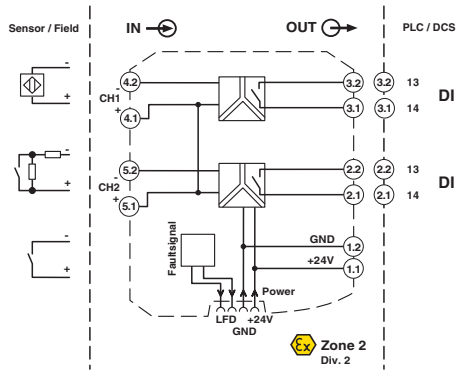 Sensor / Field
IN
OUT
PLC / DCS
-
+
4.2
-
CH1
+
4.1
3.2
3.2
13
3.1
3.1
14
DI
-
+
5.2
-
CH2
+
5.1
2.2
2.2
13
2.1
2.1
14
DI
-
+
Faultsignal
GND
1.2
+24V
1.1
Power
LFD
+24V
GND
Ex
Zone 2
Div. 2